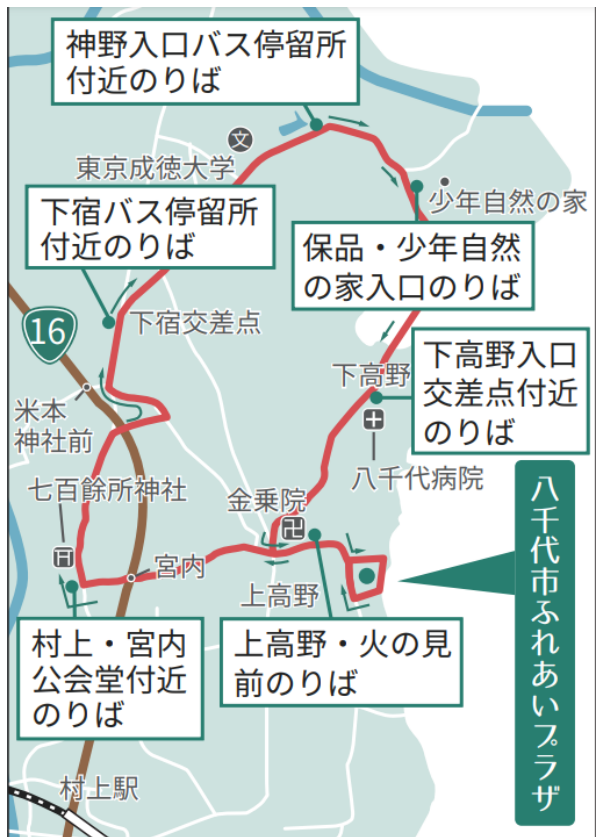 神野入口バス停留所
付近のりば
文
東京成徳大学
少年自然の家
下宿バス停留所
付近のりば
保品・少年自然
の家入口のりば
16
下宿交差点
下高野
下高野入口
交差点付近
のりば
米本
神社前
八千代病院
七百餘所神社
金乗院
卍
八千代市ふれあいプラザ
宮内
上高野
村上・宮内
公会堂付近
のりば
上高野・火の見
前のりば
村上駅